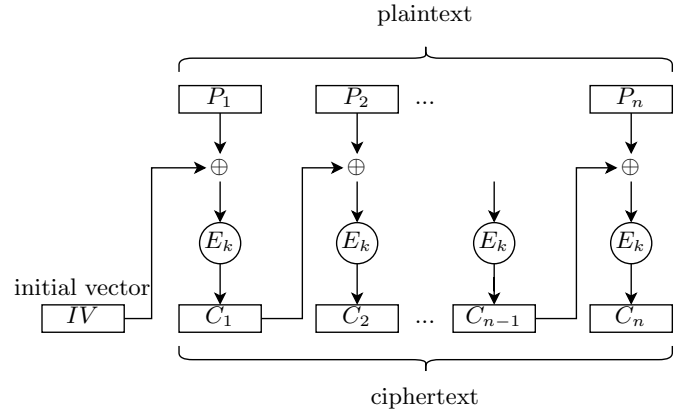 plaintext
P₁ P₂ ... Pₙ
⊕ ⊕ ⊕
Eₖ Eₖ Eₖ Eₖ
initial vector
IV C₁ C₂ ... Cₙ₋₁ Cₙ
ciphertext